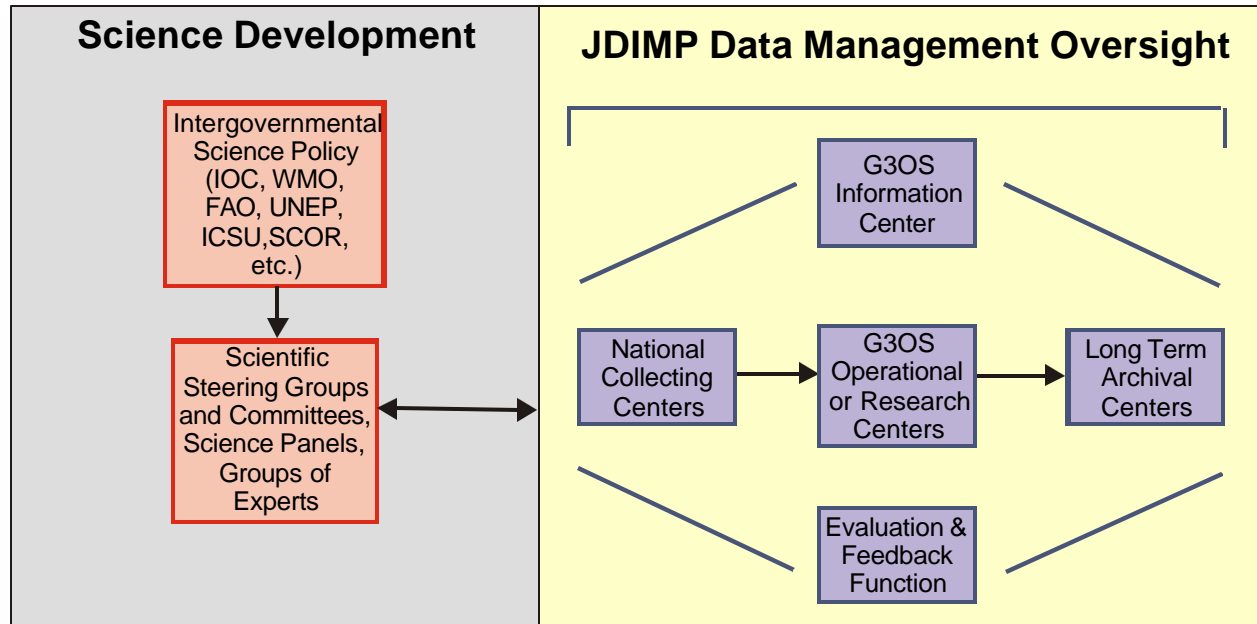 Science Development
Intergovernmental
Science Policy
(IOC, WMO,
FAO, UNEP,
ICSU,SCOR,
etc.)
Scientific
Steering Groups
and Committees,
Science Panels,
Groups of
Experts
JDIMP Data Management Oversight
G3OS
Information
Center
National
Collecting
Centers
G3OS
Operational
or Research
Centers
Long Term
Archival
Centers
Evaluation &
Feedback
Function